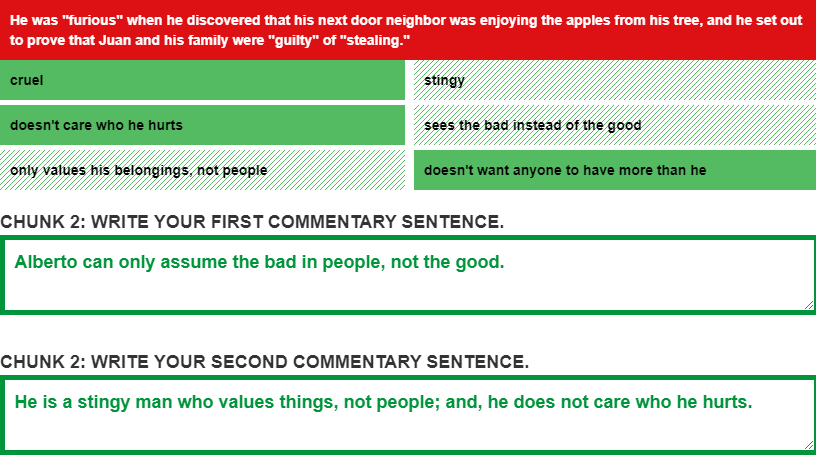 He was "furious" when he discovered that his next door neighbor was enjoying the apples from his tree, and he set out
to prove that Juan and his family were "guilty" of "stealing."
cruel
stingy
doesn't care who he hurts
sees the bad instead of the good
only values his belongings, not people
doesn't want anyone to have more than he
CHUNK 2: WRITE YOUR FIRST COMMENTARY SENTENCE.
Alberto can only assume the bad in people, not the good.
CHUNK 2: WRITE YOUR SECOND COMMENTARY SENTENCE.
He is a stingy man who values things, not people; and, he does not care who he hurts.